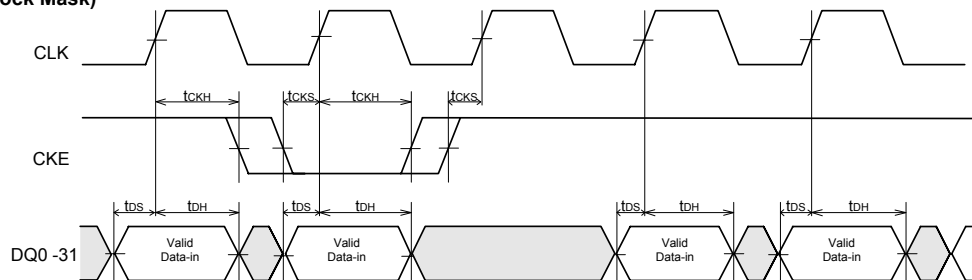 ock Mask)
CLK
tCKH tCKS tCKH tCKS
CKE
tDS tDH tDS tDH tDS tDH tDS tDH
DQ0 -31
Valid Data-in
Valid Data-in
Valid Data-in
Valid Data-in